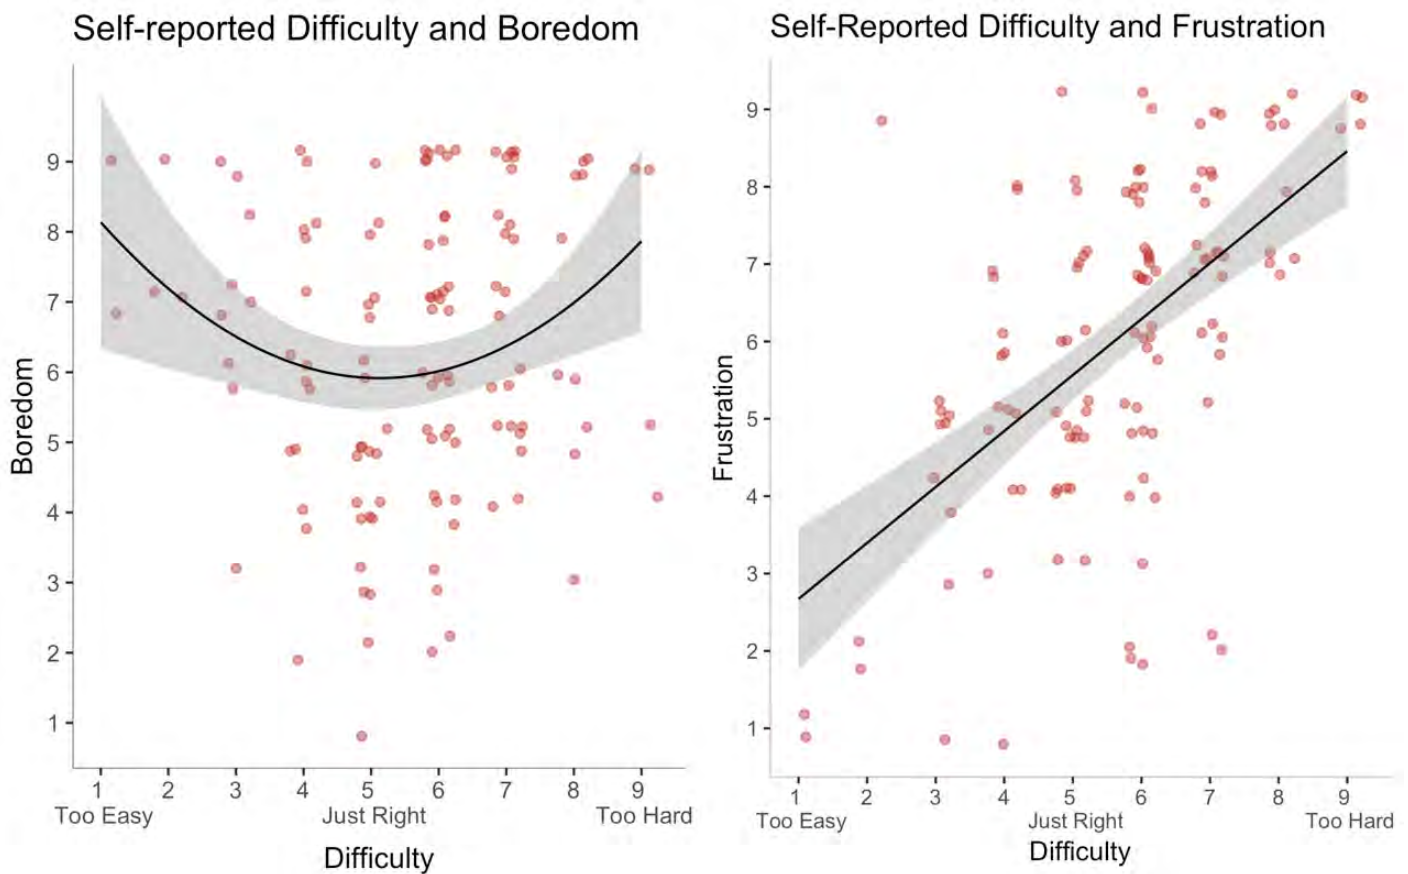 Self-reported Difficulty and Boredom
Boredom
9
8
7
6
5
4
3
2
1
1 2 3 4 5 6 7 8 9
Too Easy Just Right Too Hard
Difficulty
Self-Reported Difficulty and Frustration
Frustration
9
8
7
6
5
4
3
2
1
1 2 3 4 5 6 7 8 9
Too Easy Just Right Too Hard
Difficulty